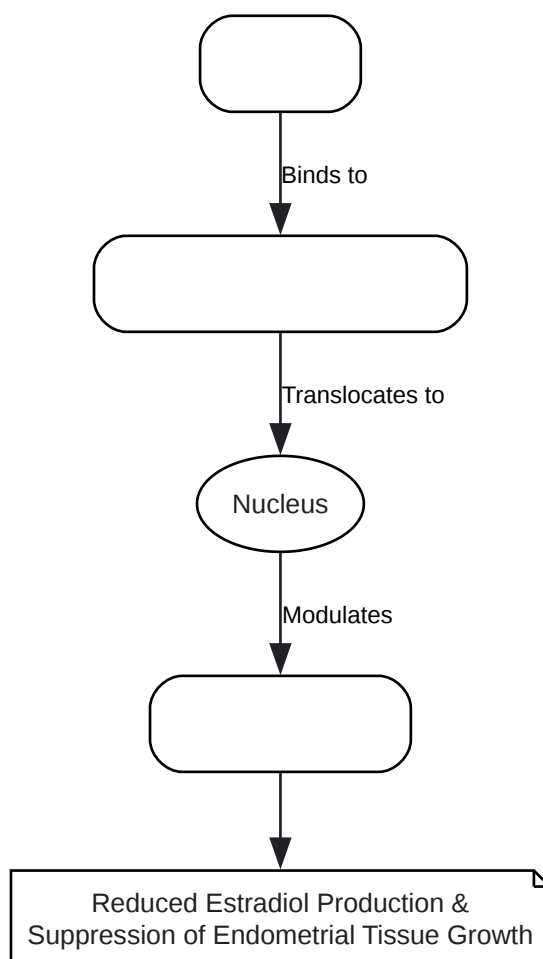 Binds to
Translocates to
Nucleus
Modulates
Reduced Estradiol Production &
Suppression of Endometrial Tissue Growth